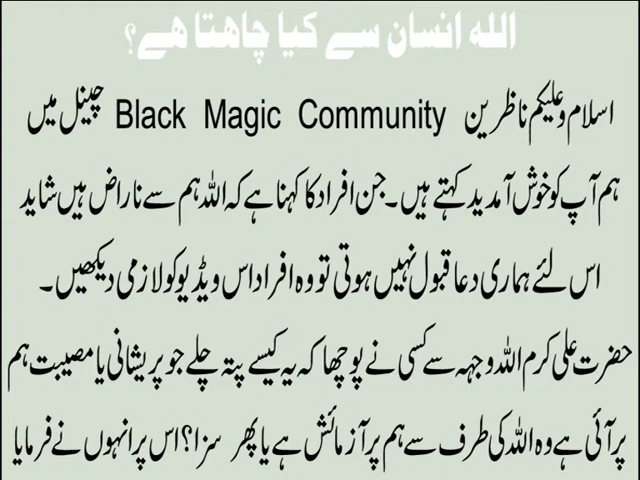 الله انسان سے کیا چاهتا هے؟
اسلام و علیکم ناظرین Black Magic Community چینل میں
ہم آپ کو خوش آمدید کہتے ہیں۔ جن افراد کا کہنا ہے کہ اللہ ہم سے ناراض ہیں شاید
اس لئے ہماری دعا قبول نہیں ہوتی تو وہ افراد اس ویڈیو کو لازمی دیکھیں۔
حضرت علی کرم اللہ وجہہ سے کسی نے پوچھا کہ یہ کیسے پتہ چلے جو پریشانی یا مصیبت ہم
پر آئی ہے وہ اللہ کی طرف سے ہم پر آزمائش ہے یا پھر سزا؟ اس پر انہوں نے فرمایا